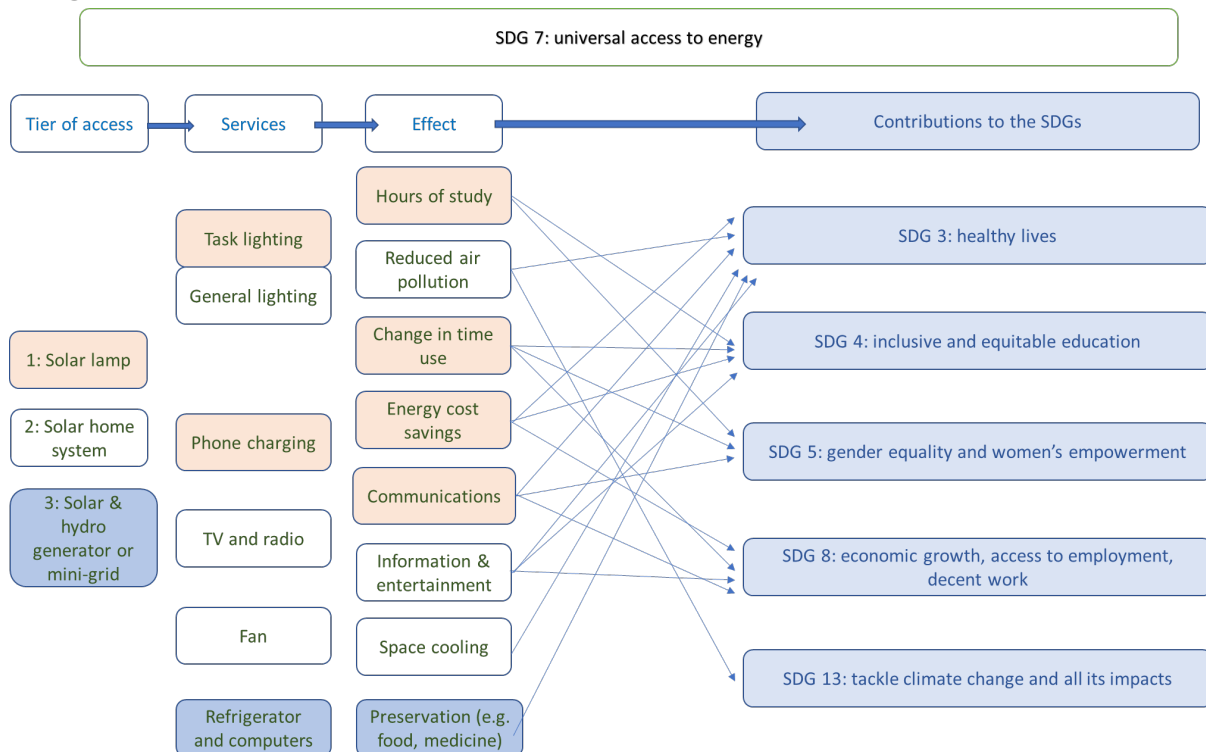 SDG 7: universal access to energy
Tier of access
Services
Effect
Contributions to the SDGs
1: Solar lamp
2: Solar home
system
3: Solar &
hydro
generator or
mini-grid
Task lighting
General lighting
Phone charging
TV and radio
Fan
Refrigerator
and computers
Hours of study
Reduced air
pollution
Change in time
use
Energy cost
savings
Communications
Information &
entertainment
Space cooling
Preservation (e.g.
food, medicine)
SDG 3: healthy lives
SDG 4: inclusive and equitable education
SDG 5: gender equality and women’s empowerment
SDG 8: economic growth, access to employment,
decent work
SDG 13: tackle climate change and all its impacts